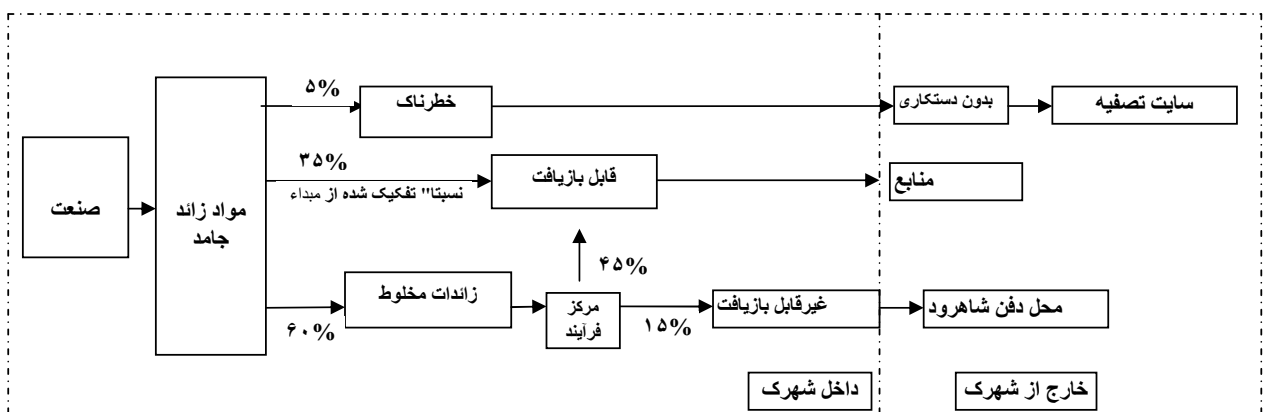 صنعت
مواد زائد
جامد
۵%
خطرناک
بدون دستکاری
سایت تصفیه
۳۵%
نسبتا" تفکیک شده از مبداء
قابل بازیافت
منابع
۴۵%
۶۰%
زائدات مخلوط
مرکز
فرآیند
۱۵%
غیرقابل بازیافت
محل دفن شاهرود
داخل شهرک
خارج از شهرک